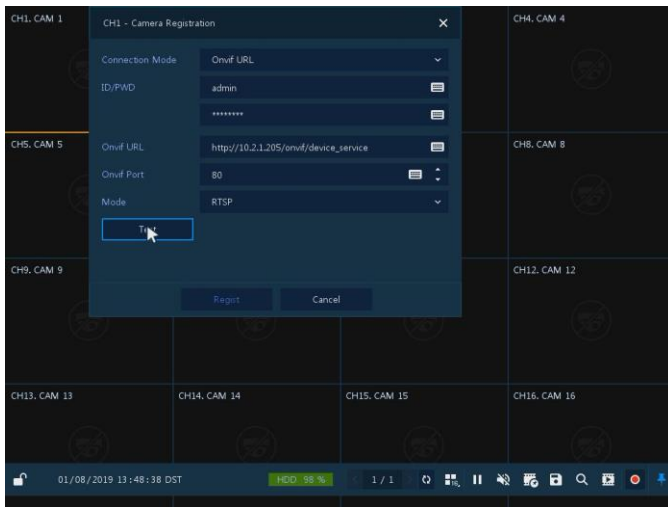 CH1. CAM 1
CH4. CAM 4
CH1 - Camera Registration
Connection Mode
Onvif URL
ID/PWD
admin
********
CH5. CAM 5
CH8. CAM 8
Onvif URL
http://10.2.1.205/onvif/device_service
Onvif Port
80
Mode
RTSP
Test
CH9. CAM 9
CH12. CAM 12
Regist
Cancel
CH13. CAM 13
CH14. CAM 14
CH15. CAM 15
CH16. CAM 16
01/08/2019 13:48:38 DST
HDD 98 %
1 / 1
16